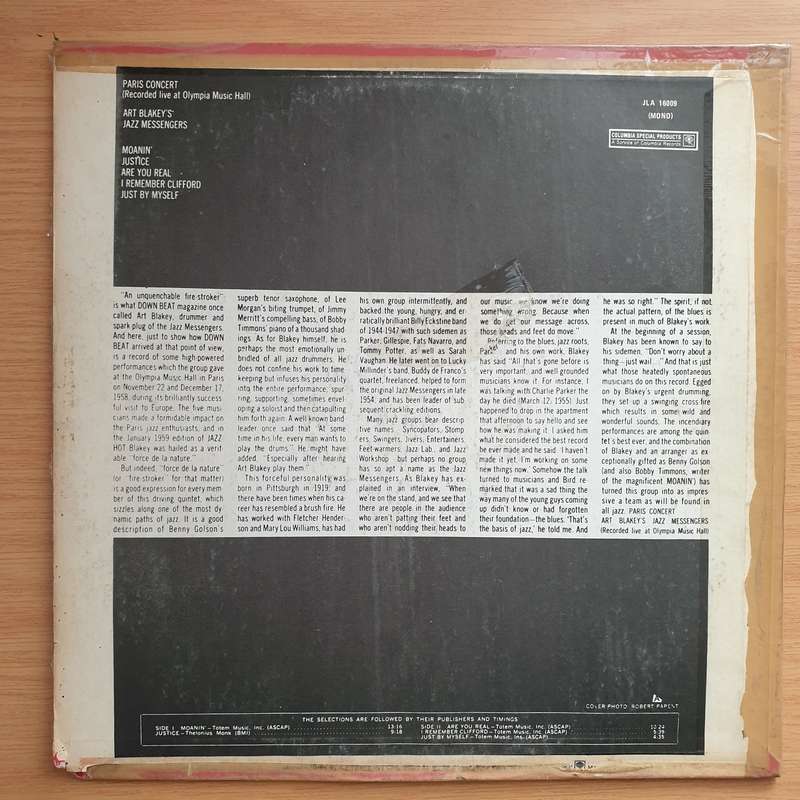 PARIS CONCERT
(Recorded live at Olympia Music Hall)
ART BLAKEY'S
JAZZ MESSENGERS
MOANIN'
JUSTICE
ARE YOU REAL
I REMEMBER CLIFFORD
JUST BY MYSELF
JLA 16009
(MONO)
COLUMBIA SPECIAL PRODUCTS
A Service of Columbia Records
"An unquenchable fire-stroker"
is what DOWN BEAT magazine once
called Art Blakey, drummer and
spark plug of the Jazz Messengers.
And here, just to show how DOWN
BEAT arrived at that point of view,
is a record of some high-powered
performances which the group gave
at the Olympia Music Hall in Paris
on November 22 and December 17,
1958, during its brilliantly success-
ful visit to Europe. The five musi-
cians made a formidable impact on
the Paris jazz enthusiasts, and in
the January 1959 edition of JAZZ
HOT Blakey was hailed as a verit-
able "force de la nature."
But indeed, "force de la nature"
(or "fire-stroker" for that matter)
is a good expression for every mem-
ber of this driving quintet, which
sizzles along one of the most dy-
namic paths of jazz. It is a good
description of Benny Golson's
superb tenor saxophone, of Lee
Morgan's biting trumpet, of Jimmy
Merritt's compelling bass, of Bobby
Timmons' piano of a thousand shad-
ings. As for Blakey himself, he is
perhaps the most emotionally un-
bridled of all jazz drummers. He
does not confine his work to time-
keeping but infuses his personality
into the entire performance, spur-
ring, supporting, sometimes envel-
oping a soloist and then catapulting
him forth again. A well known band
leader once said that "At some
time in his life, every man wants to
play the drums." He might have
added, "Especially after hearing
Art Blakey play them."
This forceful personality was
born in Pittsburgh in 1919, and
there have been times when his ca-
reer has resembled a brush fire. He
has worked with Fletcher Hender-
son and Mary Lou Williams, has had
his own group intermittently, and
backed the young, hungry, and er-
ratically brilliant Billy Eckstine band
of 1944-1947 with such sidemen as
Parker, Gillespie, Fats Navarro, and
Tommy Potter, as well as Sarah
Vaughan. He later went on to Lucky
Millinder's band, Buddy de Franco's
quartet, freelanced, helped to form
the original Jazz Messengers in late
1954, and has been leader of sub-
sequent crackling editions.
Many jazz groups bear descrip-
tive names: Syncopators, Stomp-
ers, Swingers, Jivers, Entertainers,
Feet-warmers, Jazz Lab., and Jazz
Workshop - but perhaps no group
has so apt a name as the Jazz
Messengers. As Blakey has ex-
plained in an interview, "When
we're on the stand, and we see that
there are people in the audience
who aren't patting their feet and
who aren't nodding their heads to
our music, we know we're doing
something wrong. Because when
we do get our message across,
those heads and feet do move."
Referring to the blues, jazz roots,
and his own work, Blakey
has said: "All that's gone before is
very important, and well-grounded
musicians know it. For instance, I
was talking with Charlie Parker the
day he died (March 12, 1955). Just
happened to drop in the apartment
that afternoon to say hello and see
how he was making it. I asked him
what he considered the best record
he ever made and he said, 'I haven't
made it yet. I'm working on some
new things now.' Somehow the talk
turned to musicians and Bird re-
marked that it was a sad thing the
way many of the young guys coming
up didn't know or had forgotten
their foundation—the blues. 'That's
the basis of jazz,' he told me. And
he was so right." The spirit, if not
the actual pattern, of the blues is
present in much of Blakey's work.
At the beginning of a session,
Blakey has been known to say to
his sidemen, "Don't worry about a
thing—just wail..." And that is just
what those heatedly spontaneous
musicians do on this record. Egged
on by Blakey's urgent drumming,
they set up a swinging cross-fire
which results in some wild and
wonderful sounds. The incendiary
performances are among the quin-
tet's best ever, and the combination
of Blakey and an arranger as ex-
ceptionally gifted as Benny Golson
(and also Bobby Timmons, writer
of the magnificent MOANIN') has
turned this group into as impres-
sive a team as will be found in
all jazz. PARIS CONCERT
ART BLAKEY'S JAZZ MESSENGERS
(Recorded live at Olympia Music Hall)
COVER PHOTO: ROBERT PARENT
THE SELECTIONS ARE FOLLOWED BY THEIR PUBLISHERS AND TIMINGS
SIDE I MOANIN'—Totem Music, Inc. (ASCAP) 13:16
JUSTICE—Thelonius Monk (BMI) 9:18
SIDE II ARE YOU REAL—Totem Music, Inc. (ASCAP) 12:24
I REMEMBER CLIFFORD—Totem Music, Inc. (ASCAP) 5:39
JUST BY MYSELF—Totem Music, Inc. (ASCAP) 4:35